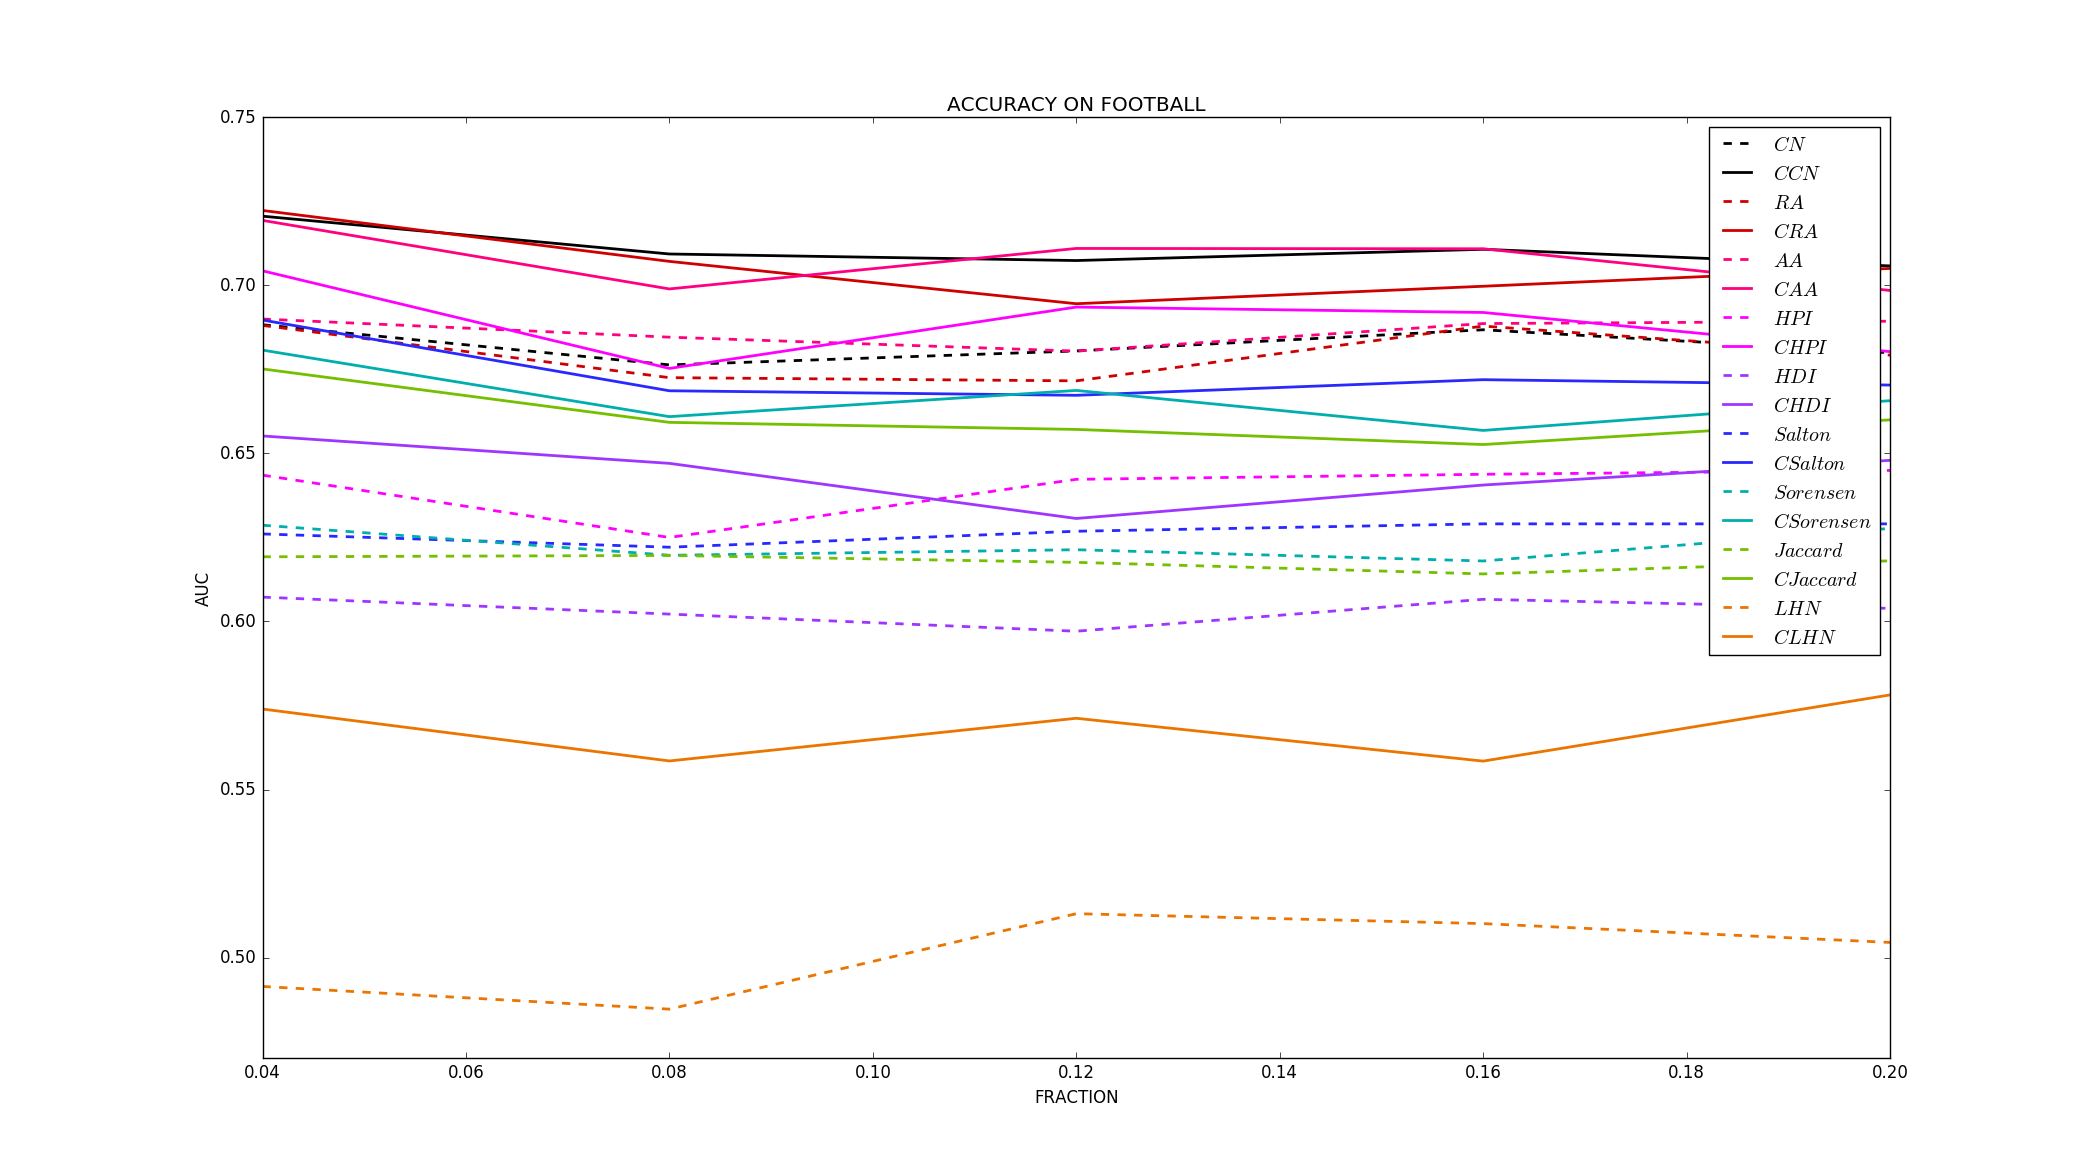 ACCURACY ON FOOTBALL
0.75
0.70
0.65
0.60
0.55
0.50
AUC
CN
CCN
RA
CRA
AA
CAA
HPI
CHPI
HDI
CHDI
Salton
CSalton
Sorensen
CSorensen
Jaccard
CJaccard
LHN
CLHN
0.04 0.06 0.08 0.10 0.12 0.14 0.16 0.18 0.20
FRACTION